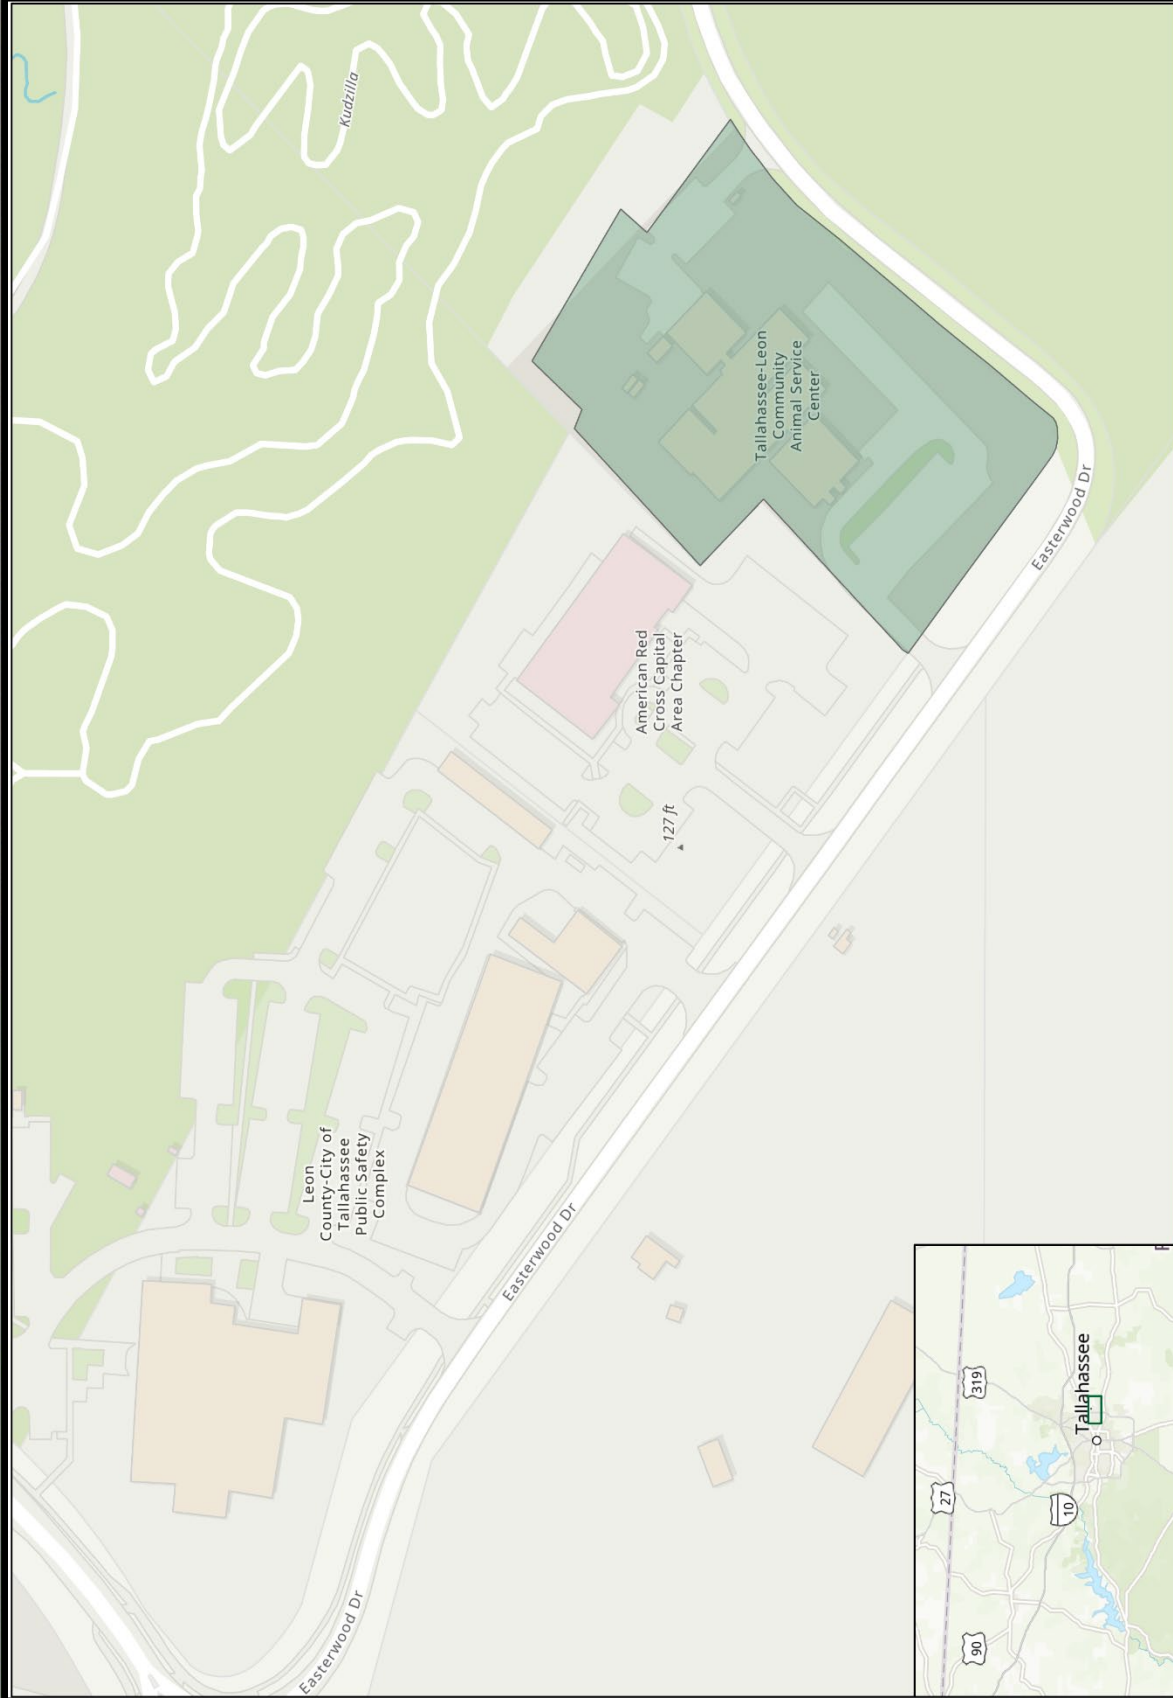 Kudzilla
Tallahassee-Leon
Community
Animal Service
Center
Easterwood Dr
American Red
Cross Capital
Area Chapter
127 ft
Leon
County-City of
Tallahassee
Public Safety
Complex
Easterwood Dr
Easterwood Dr
Tallahassee
319
27
10
90